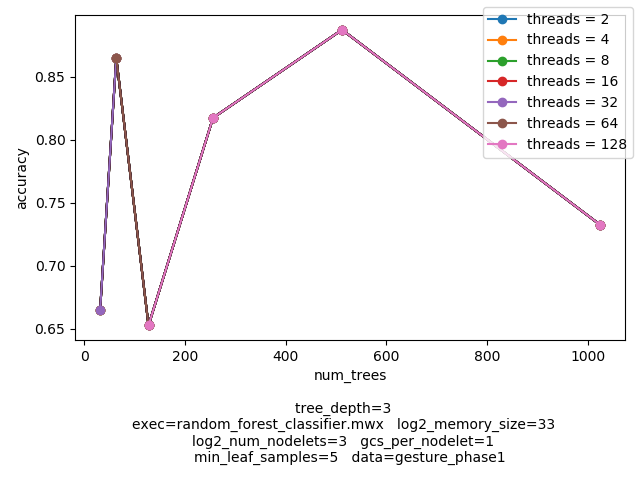 threads = 2
threads = 4
threads = 8
threads = 16
threads = 32
threads = 64
threads = 128
0.85
0.80
0.75
0.70
0.65
accuracy
0 200 400 600 800 1000
num_trees
tree_depth=3
exec=random_forest_classifier.mwx log2_memory_size=33
log2_num_nodelets=3 gcs_per_nodelet=1
min_leaf_samples=5 data=gesture_phase1